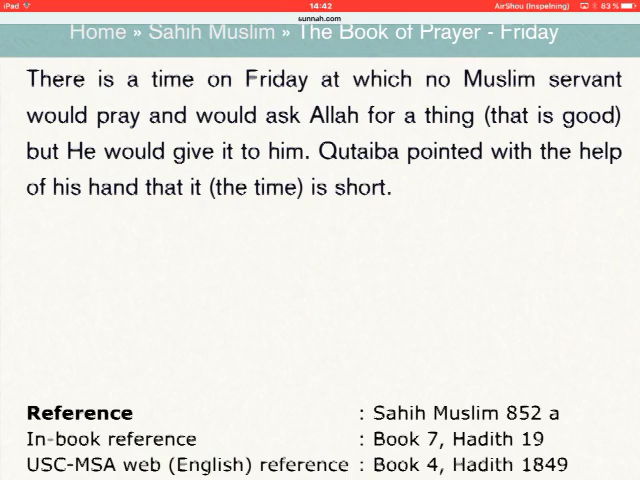 iPad 14:42 AirShou (Inspelning) 83 %
sunnah.com
Home » Sahih Muslim » The Book of Prayer - Friday
There is a time on Friday at which no Muslim servant
would pray and would ask Allah for a thing (that is good)
but He would give it to him. Qutaiba pointed with the help
of his hand that it (the time) is short.
Reference : Sahih Muslim 852 a
In-book reference : Book 7, Hadith 19
USC-MSA web (English) reference : Book 4, Hadith 1849